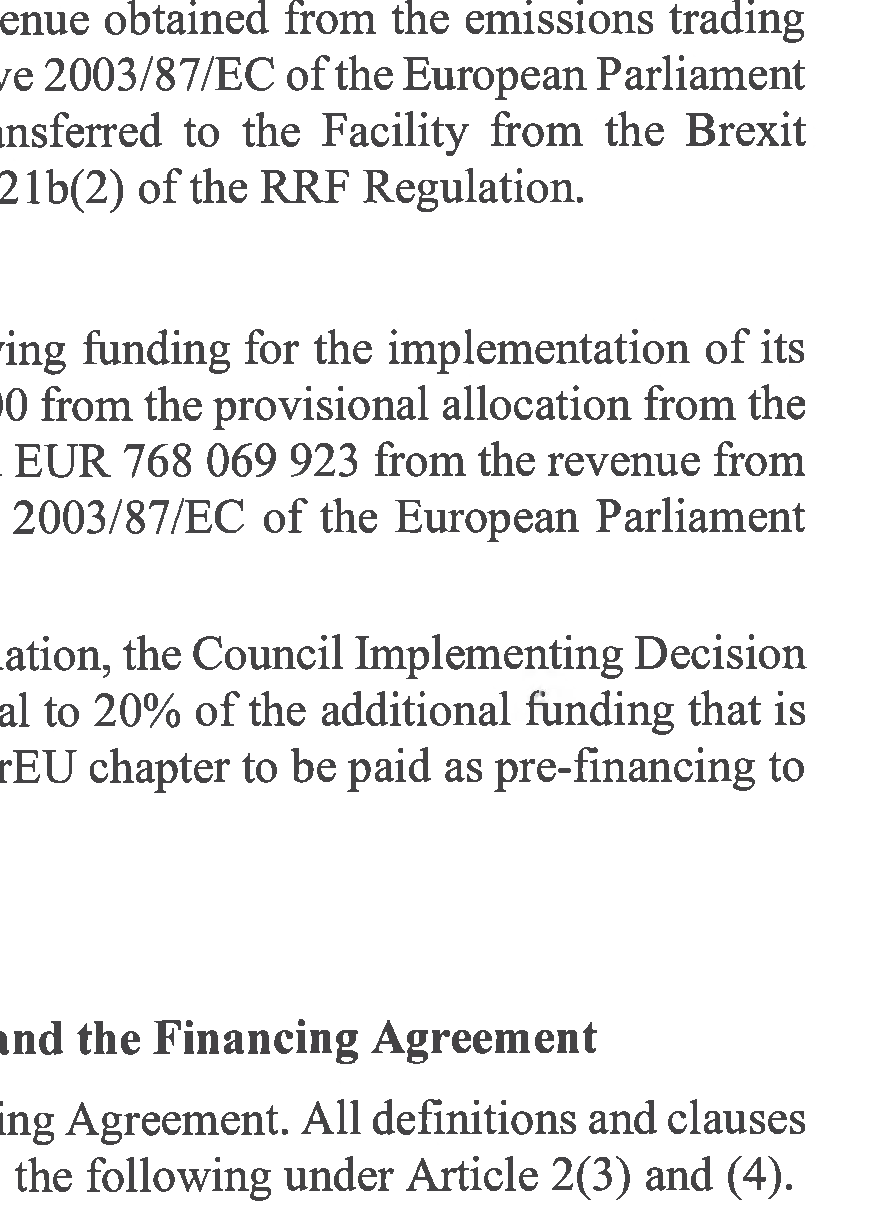 enue obtained from the emissions trading
ve 2003/87/EC of the European Parliament
ansferred to the Facility from the Brexit
21b(2) of the RRF Regulation.
ving funding for the implementation of its
00 from the provisional allocation from the
EUR 768 069 923 from the revenue from
2003/87/EC of the European Parliament
lation, the Council Implementing Decision
al to 20% of the additional funding that is
rEU chapter to be paid as pre-financing to
and the Financing Agreement
ing Agreement. All definitions and clauses
the following under Article 2(3) and (4).